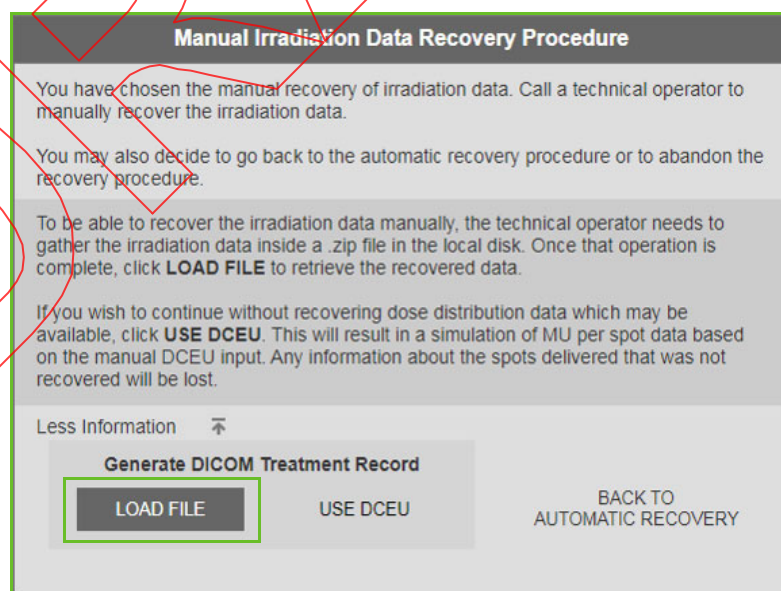 Manual Irradiation Data Recovery Procedure
You have chosen the manual recovery of irradiation data. Call a technical operator to
manually recover the irradiation data.
You may also decide to go back to the automatic recovery procedure or to abandon the
recovery procedure.
To be able to recover the irradiation data manually, the technical operator needs to
gather the irradiation data inside a .zip file in the local disk. Once that operation is
complete, click LOAD FILE to retrieve the recovered data.
If you wish to continue without recovering dose distribution data which may be
available, click USE DCEU. This will result in a simulation of MU per spot data based
on the manual DCEU input. Any information about the spots delivered that was not
recovered will be lost.
Less Information
Generate DICOM Treatment Record
LOAD FILE USE DCEU
BACK TO
AUTOMATIC RECOVERY